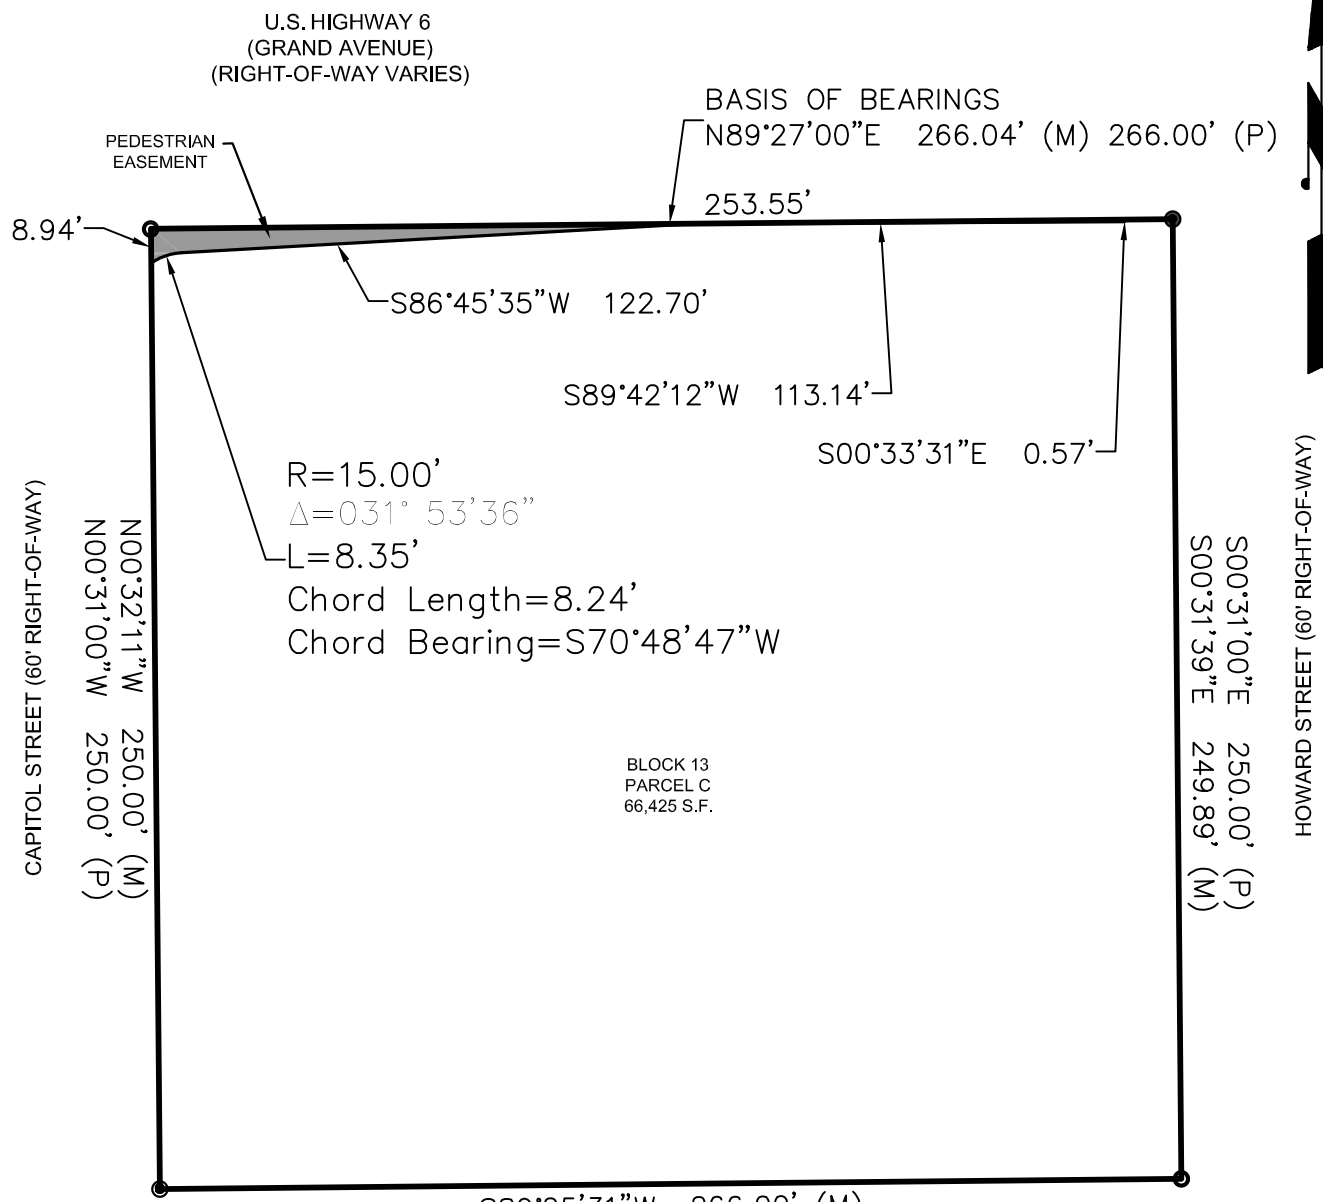 U.S. HIGHWAY 6
(GRAND AVENUE)
(RIGHT-OF-WAY VARIES)
BASIS OF BEARINGS
N89°27'00"E 266.04' (M) 266.00' (P)
PEDESTRIAN
EASEMENT
253.55'
8.94'
S86°45'35"W 122.70'
S89°42'12"W 113.14'
S00°33'31"E 0.57'
R=15.00'
Δ=031° 53'36"
L=8.35'
Chord Length=8.24'
Chord Bearing=S70°48'47"W
CAPITOL STREET (60' RIGHT-OF-WAY)
N00°32'11"W 250.00' (M)
N00°31'00"W 250.00' (P)
BLOCK 13
PARCEL C
66,425 S.F.
S00°31'00"E 250.00' (P)
S00°31'39"E 249.89' (M)
HOWARD STREET (60' RIGHT-OF-WAY)
(M)